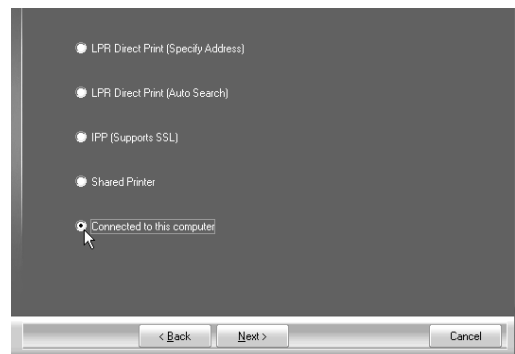 LPR Direct Print (Specify Address)
LPR Direct Print (Auto Search)
IPP (Supports SSL)
Shared Printer
Connected to this computer
< Back Next > Cancel